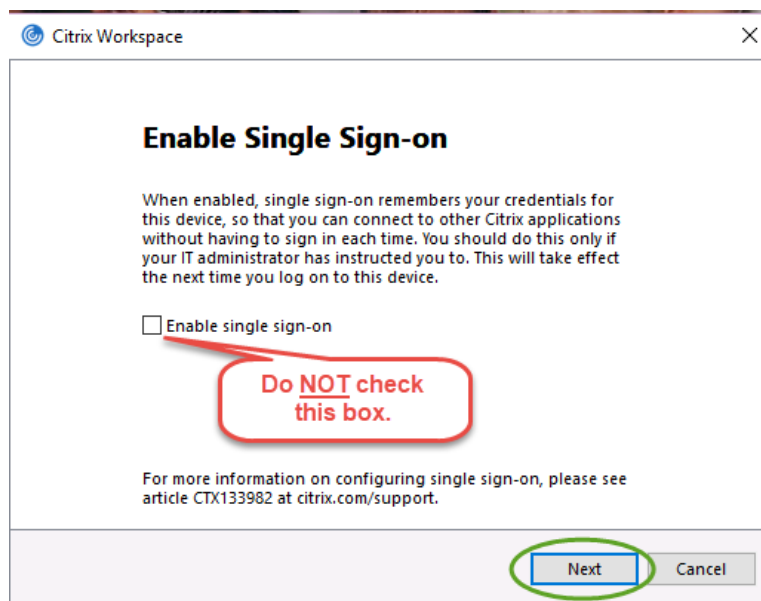 Citrix Workspace
Enable Single Sign-on
When enabled, single sign-on remembers your credentials for
this device, so that you can connect to other Citrix applications
without having to sign in each time. You should do this only if
your IT administrator has instructed you to. This will take effect
the next time you log on to this device.
Enable single sign-on
Do NOT check
this box.
For more information on configuring single sign-on, please see
article CTX133982 at citrix.com/support.
Next Cancel